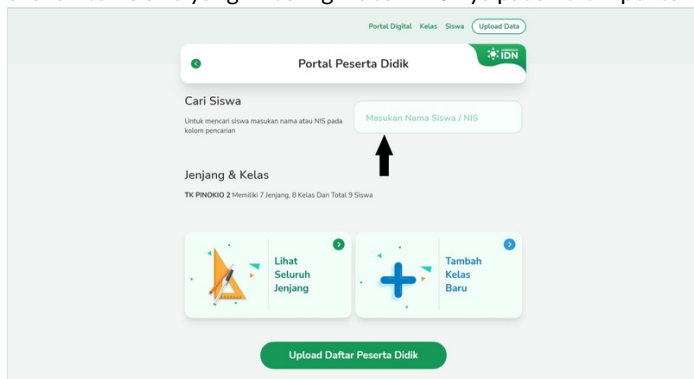 Portal Digital Kelas Siswa Upload Data
Portal Peserta Didik
IDN
Cari Siswa
Untuk mencari siswa masukan nama atau NIS pada
kolom pencarian
Masukan Nama Siswa / NIS
Jenjang & Kelas
TK PINOKIO 2 Memiliki 7 Jenjang, 8 Kelas Dan Total 9 Siswa
Lihat
Seluruh
Jenjang
Tambah
Kelas
Baru
Upload Daftar Peserta Didik